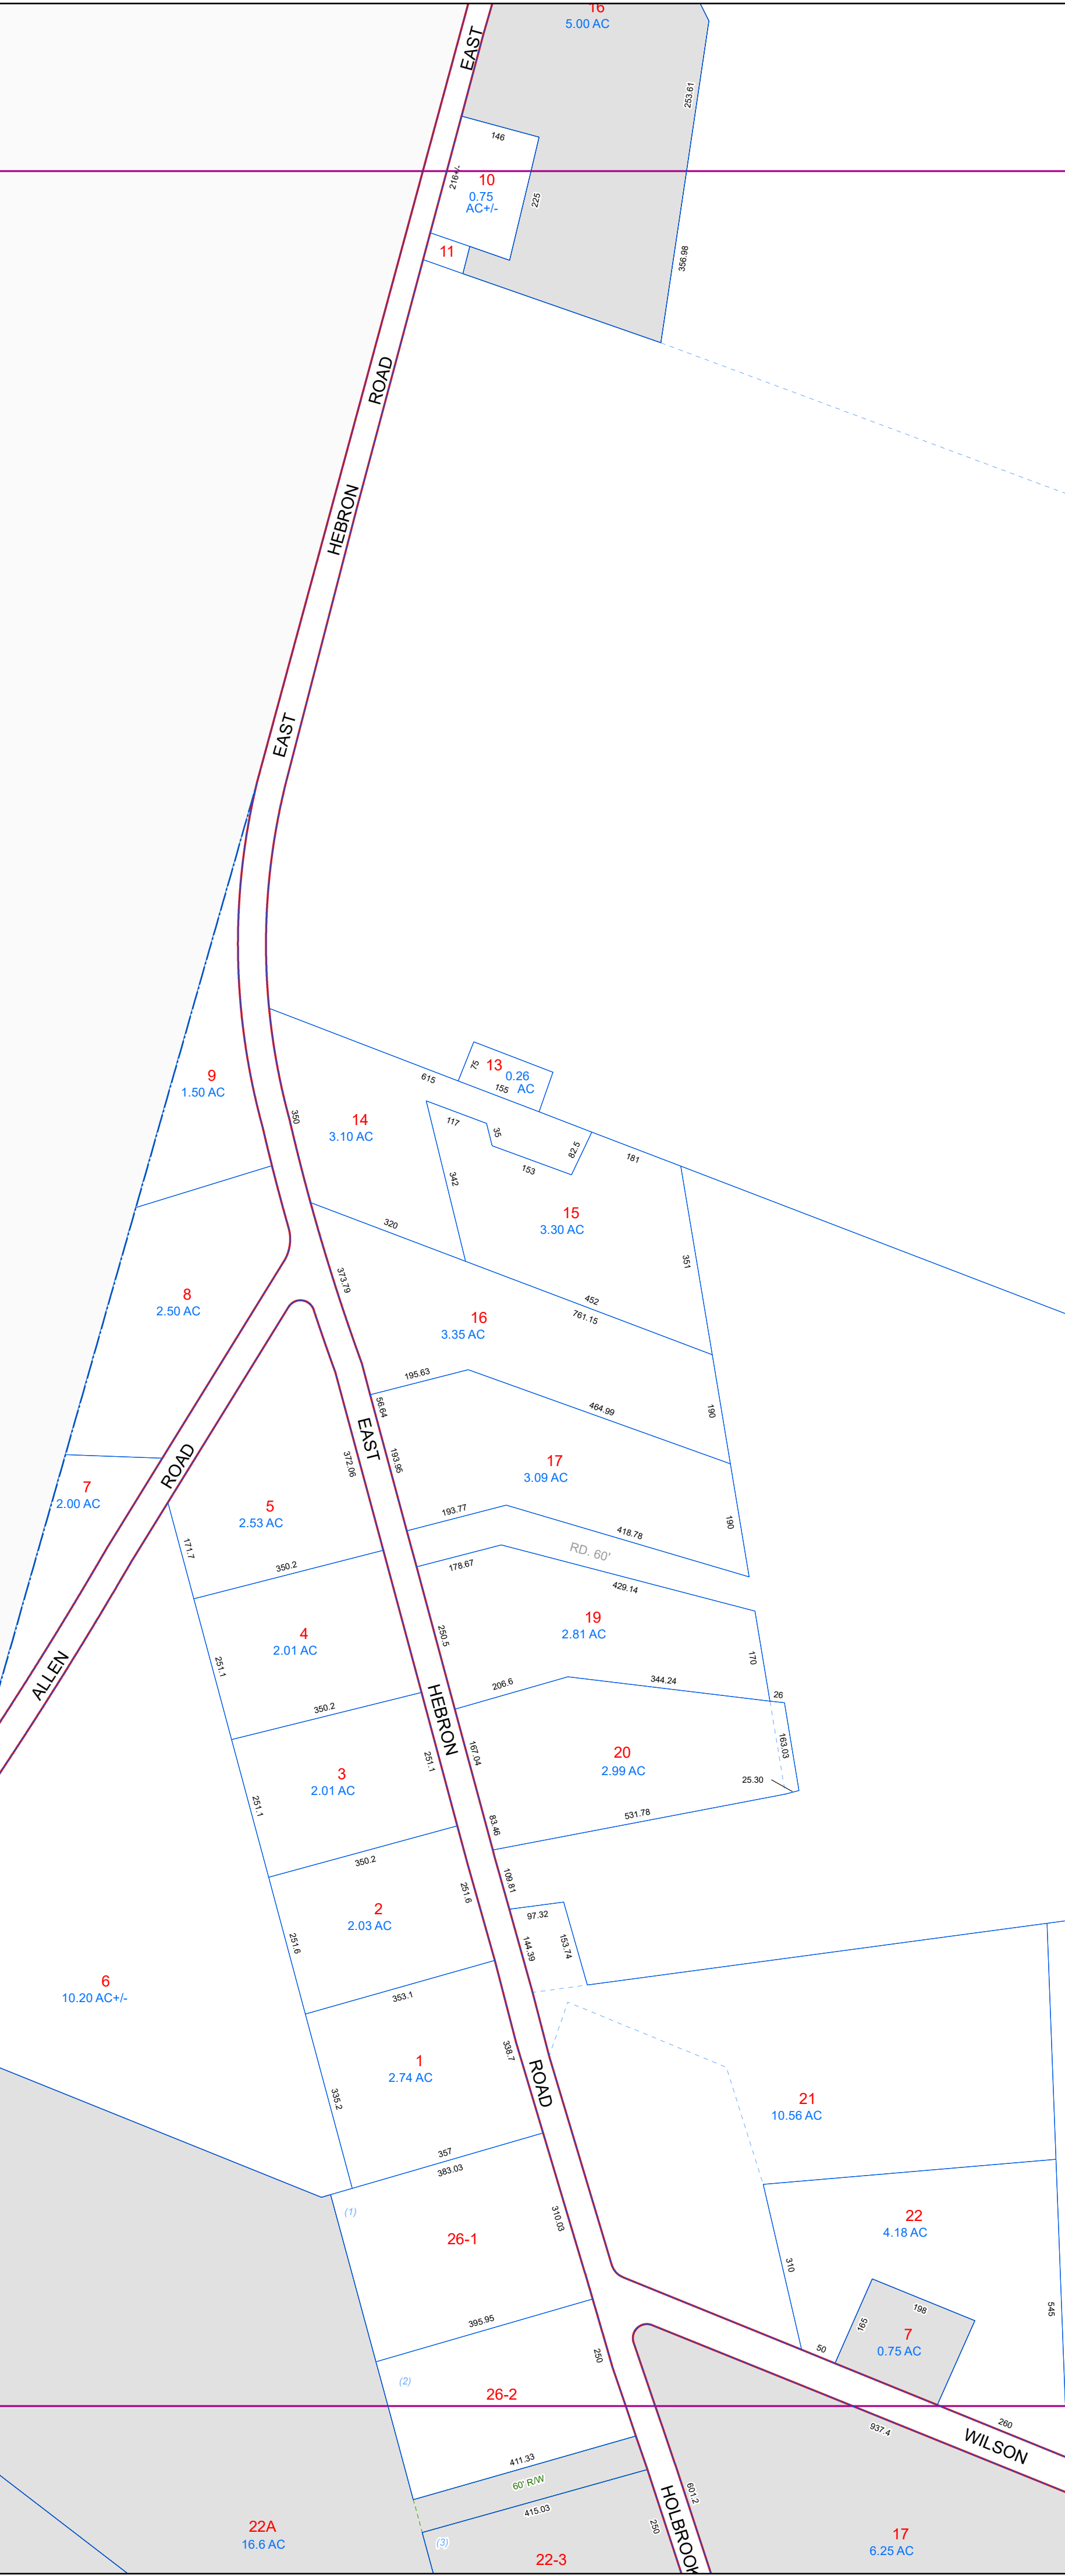 16
5.00 AC
EAST
253.61
146
216+/-
10
0.75
AC+/-
225
11
356.98
ROAD
HEBRON
EAST
13
0.26
AC
75
155
615
9
1.50 AC
350
14
3.10 AC
117
35
153
82.5
181
342
15
3.30 AC
320
351
373.79
8
2.50 AC
452
761.15
16
3.35 AC
195.63
56.64
464.99
190
EAST
372.06
193.95
ROAD
17
3.09 AC
7
2.00 AC
5
2.53 AC
193.77
418.78
190
171.7
350.2
RD. 60'
178.67
429.14
19
2.81 AC
250.5
4
2.01 AC
251.1
170
ALLEN
206.6
344.24
26
350.2
HEBRON
167.04
163.03
20
2.99 AC
251.1
3
2.01 AC
25.30
251.1
83.46
531.78
350.2
109.81
251.6
2
2.03 AC
97.32
144.39
153.74
251.6
6
10.20 AC+/-
353.1
338.7
1
2.74 AC
ROAD
335.2
21
10.56 AC
357
383.03
(1)
310.03
22
4.18 AC
26-1
310
545
198
165
7
0.75 AC
395.95
50
250
(2)
26-2
260
937.4
WILSON
411.33
60' R/W
601.2
HOLBROOK
415.03
250
22A
16.6 AC
(3)
22-3
17
6.25 AC